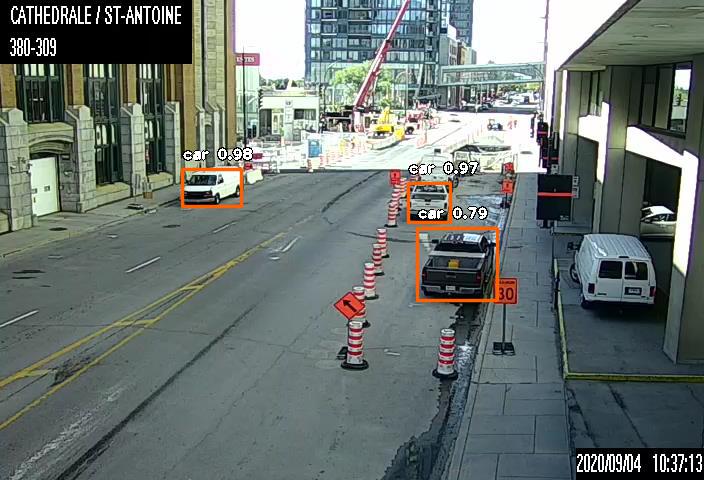 CATHEDRALE / ST-ANTOINE
380-309
car 0.98
car 0.97
car 0.79
30
2020/09/04 10:37:13